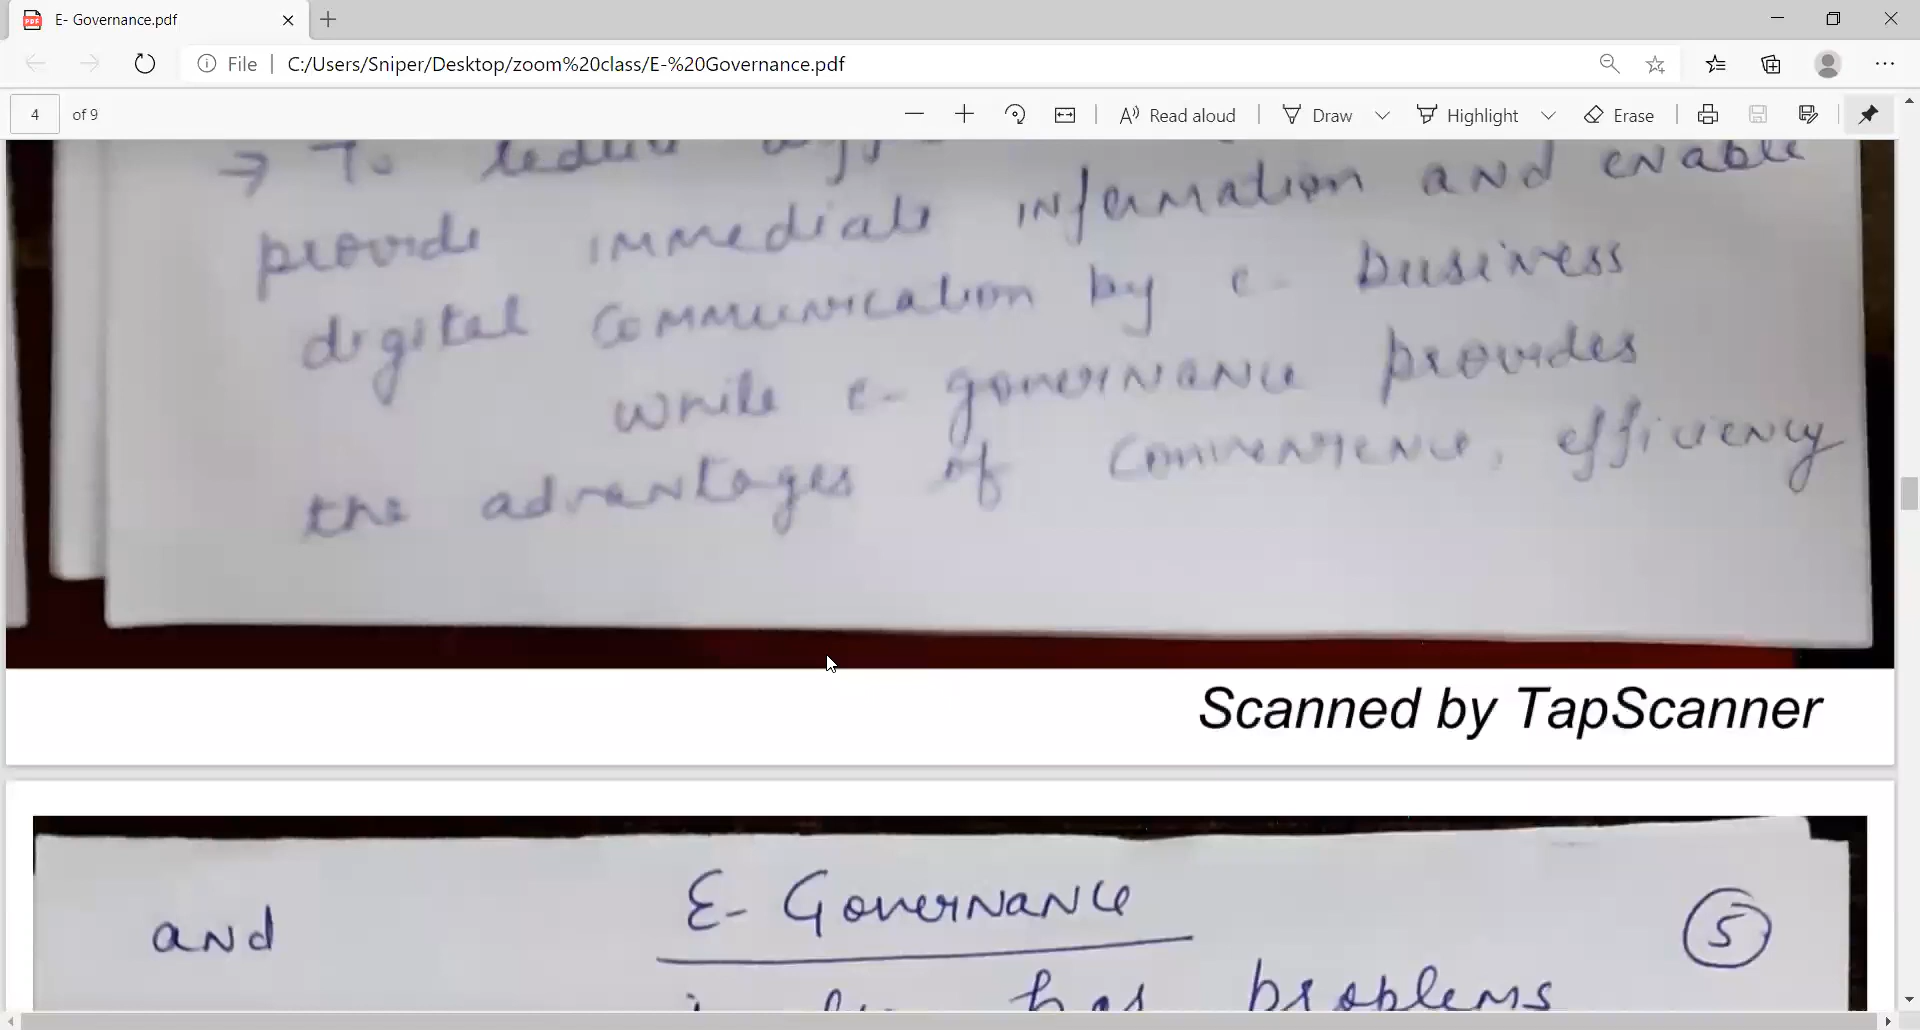 E- Governance.pdf
File | C:/Users/Sniper/Desktop/zoom%20class/E-%20Governance.pdf
4 of 9
Read aloud
Draw
Highlight
Erase
→ To reduce
provide immediate information and enable
digital communication by e- business
while e- governance provides
the advantages of convenience, efficiency
Scanned by TapScanner
E- Governance
5
and
has problems